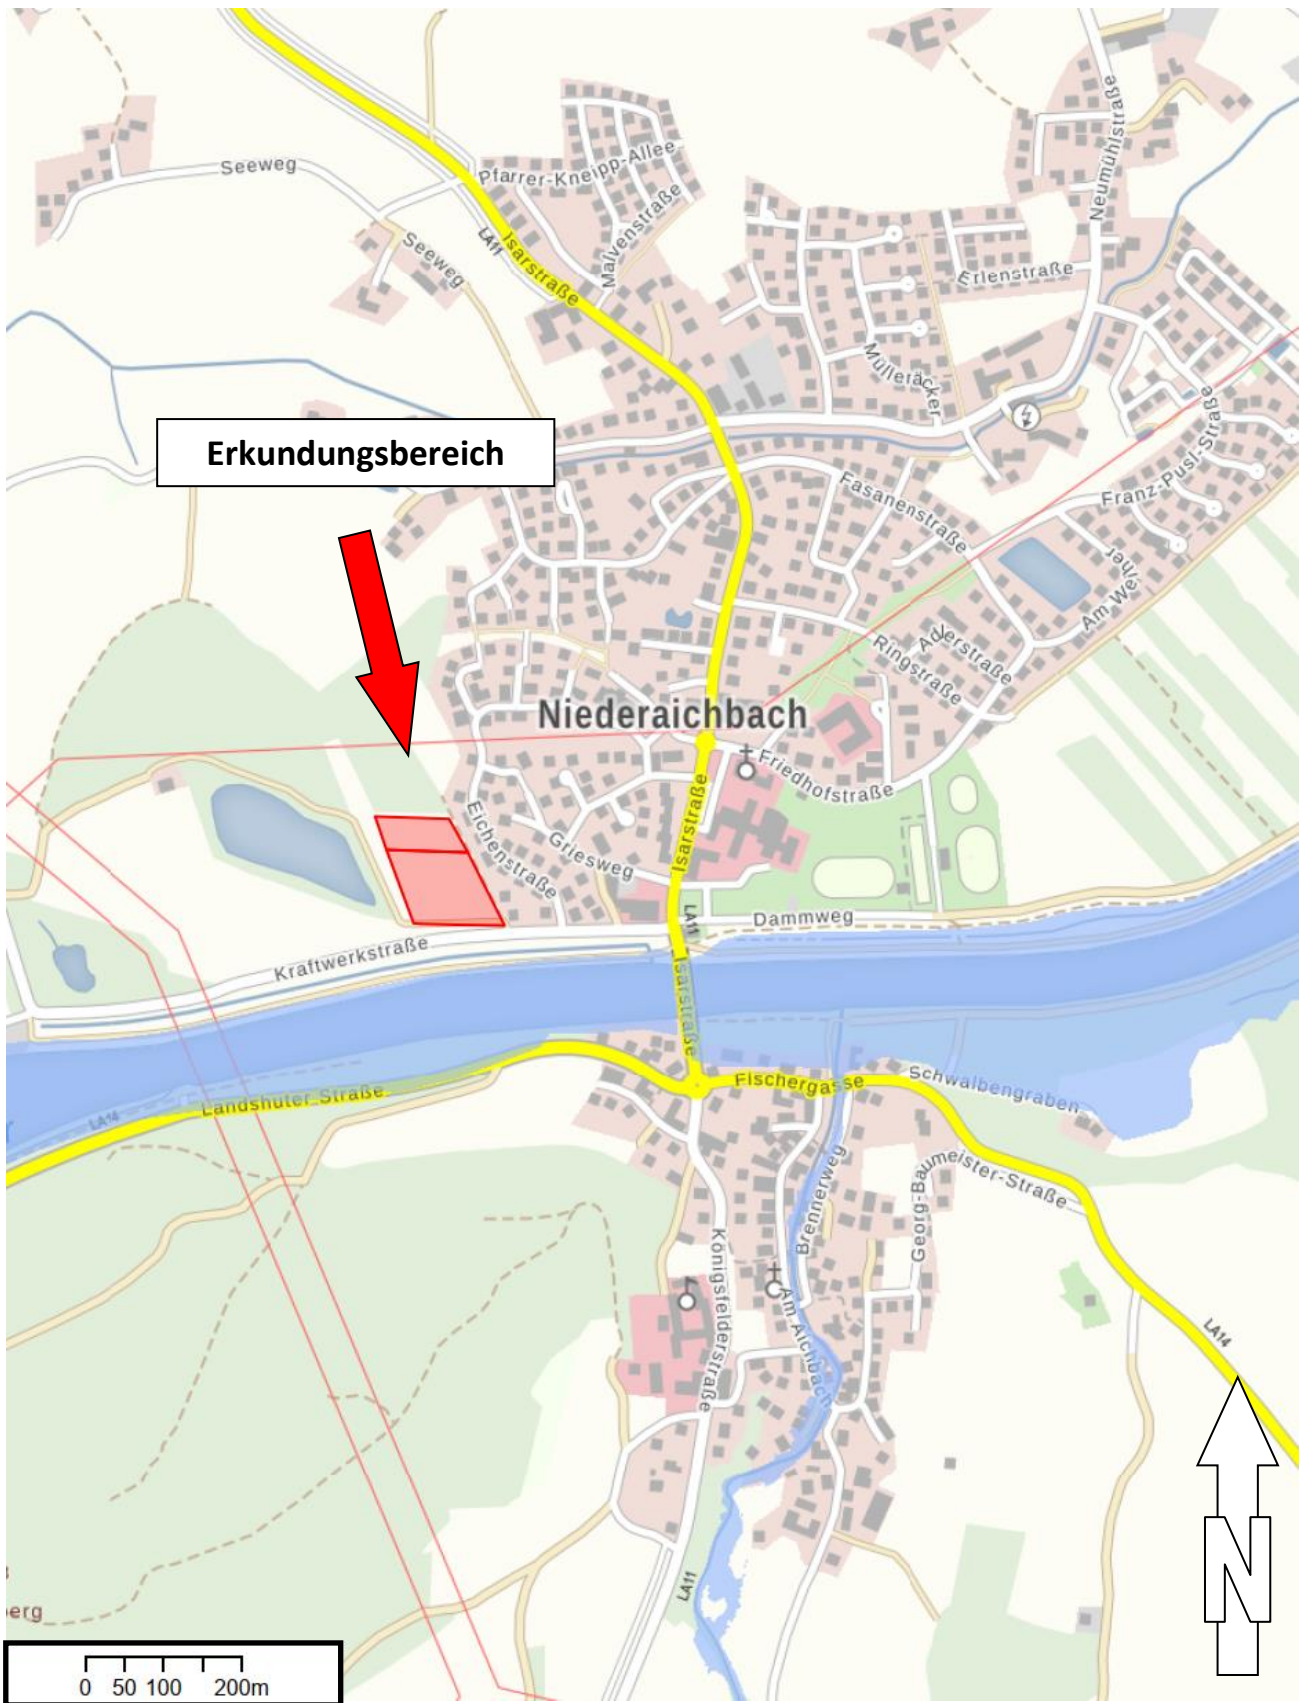 Seeweg
Pfarrer-Kneipp-Allee
Malvenstraße
Neumühlstraße
Seeweg
LA11
Isarstraße
Erlenstraße
Mülleräcker
Erkundungsbereich
Fasanenstraße
Franz-Pusl-Straße
Am Weiher
Adlerstraße
Ringstraße
Niederaichbach
Friedhofstraße
Eichenstraße
Griesweg
Isarstraße
LA11
Dammweg
Kraftwerkstraße
Isarstraße
Fischergasse
Schwalbengraben
LA14
Landshuter Straße
Brennerweg
Georg-Baumeister-Straße
Königsfelderstraße
Am Aichbach
LA14
LA11
erg
N
0 50 100 200m